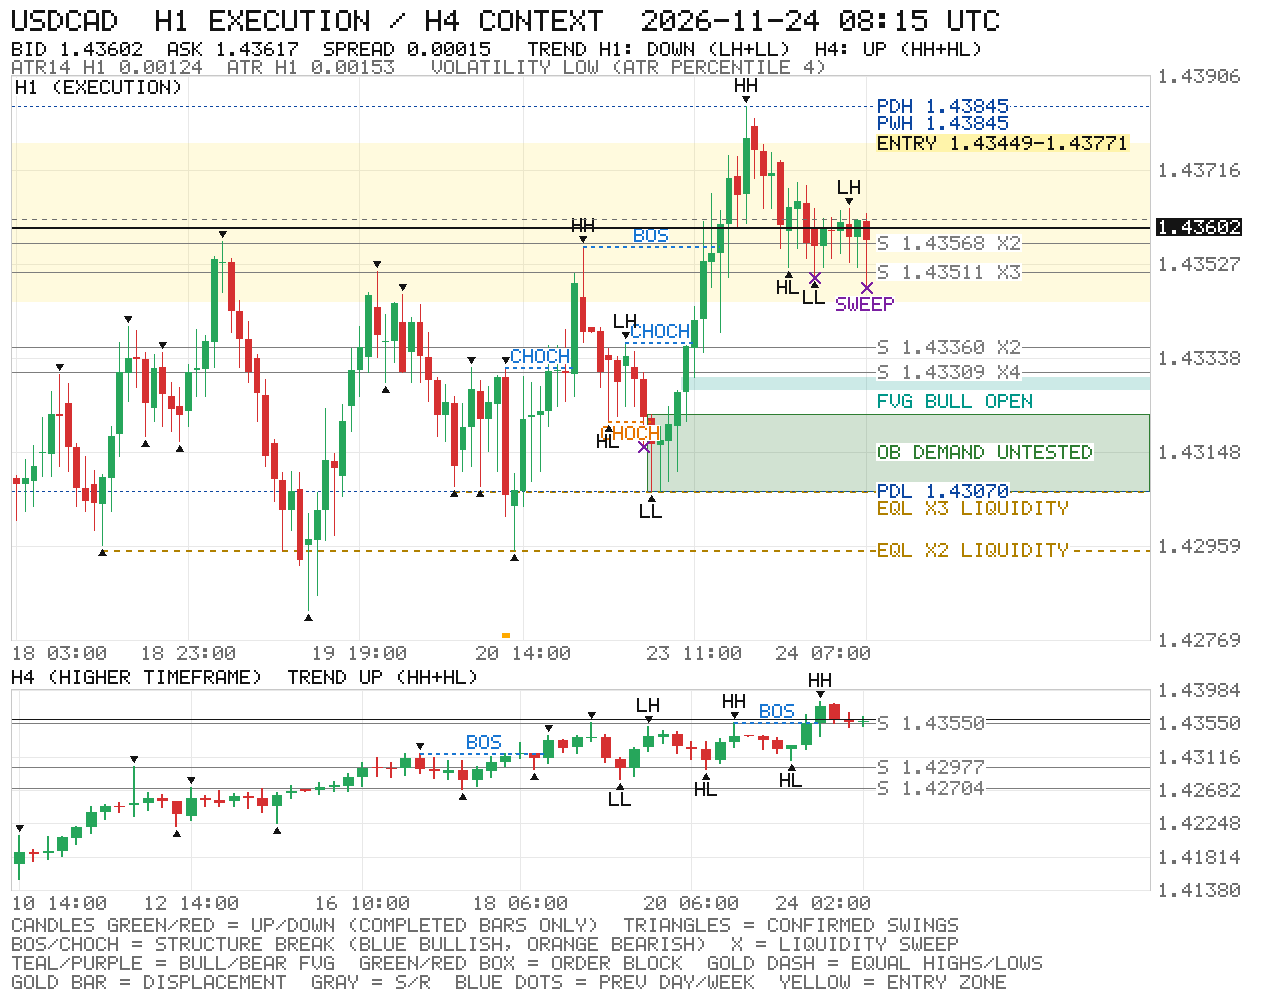 USDCAD  H1 EXECUTION / H4 CONTEXT  2026-11-24 08:15 UTC
BID 1.43602  ASK 1.43617  SPREAD 0.00015   TREND H1: DOWN (LH+LL)  H4: UP (HH+HL)
ATR14 H1 0.00124  ATR H1 0.00153   VOLATILITY LOW (ATR PERCENTILE 4)
H1 (EXECUTION)
1.43906
HH
PDH 1.43845
PWH 1.43845
ENTRY 1.43449-1.43771
1.43716
LH
HH
BOS
1.43602
S 1.43568 X2
1.43527
S 1.43511 X3
HL
LL
SWEEP
LH
CHOCH
CHOCH
S 1.43360 X2
1.43338
S 1.43309 X4
FVG BULL OPEN
CHOCH
HL
OB DEMAND UNTESTED
1.43148
PDL 1.43070
LL
EQL X3 LIQUIDITY
EQL X2 LIQUIDITY
1.42959
1.42769
18 03:00
18 23:00
19 19:00
20 14:00
23 11:00
24 07:00
H4 (HIGHER TIMEFRAME)  TREND UP (HH+HL)
HH
1.43984
LH
HH
BOS
BOS
S 1.43550
1.43550
1.43116
S 1.42977
HL
HL
S 1.42704
1.42682
LL
1.42248
1.41814
1.41380
10 14:00
12 14:00
16 10:00
18 06:00
20 06:00
24 02:00
CANDLES GREEN/RED = UP/DOWN (COMPLETED BARS ONLY)  TRIANGLES = CONFIRMED SWINGS
BOS/CHOCH = STRUCTURE BREAK (BLUE BULLISH, ORANGE BEARISH)  X = LIQUIDITY SWEEP
TEAL/PURPLE = BULL/BEAR FVG  GREEN/RED BOX = ORDER BLOCK  GOLD DASH = EQUAL HIGHS/LOWS
GOLD BAR = DISPLACEMENT  GRAY = S/R  BLUE DOTS = PREV DAY/WEEK  YELLOW = ENTRY ZONE